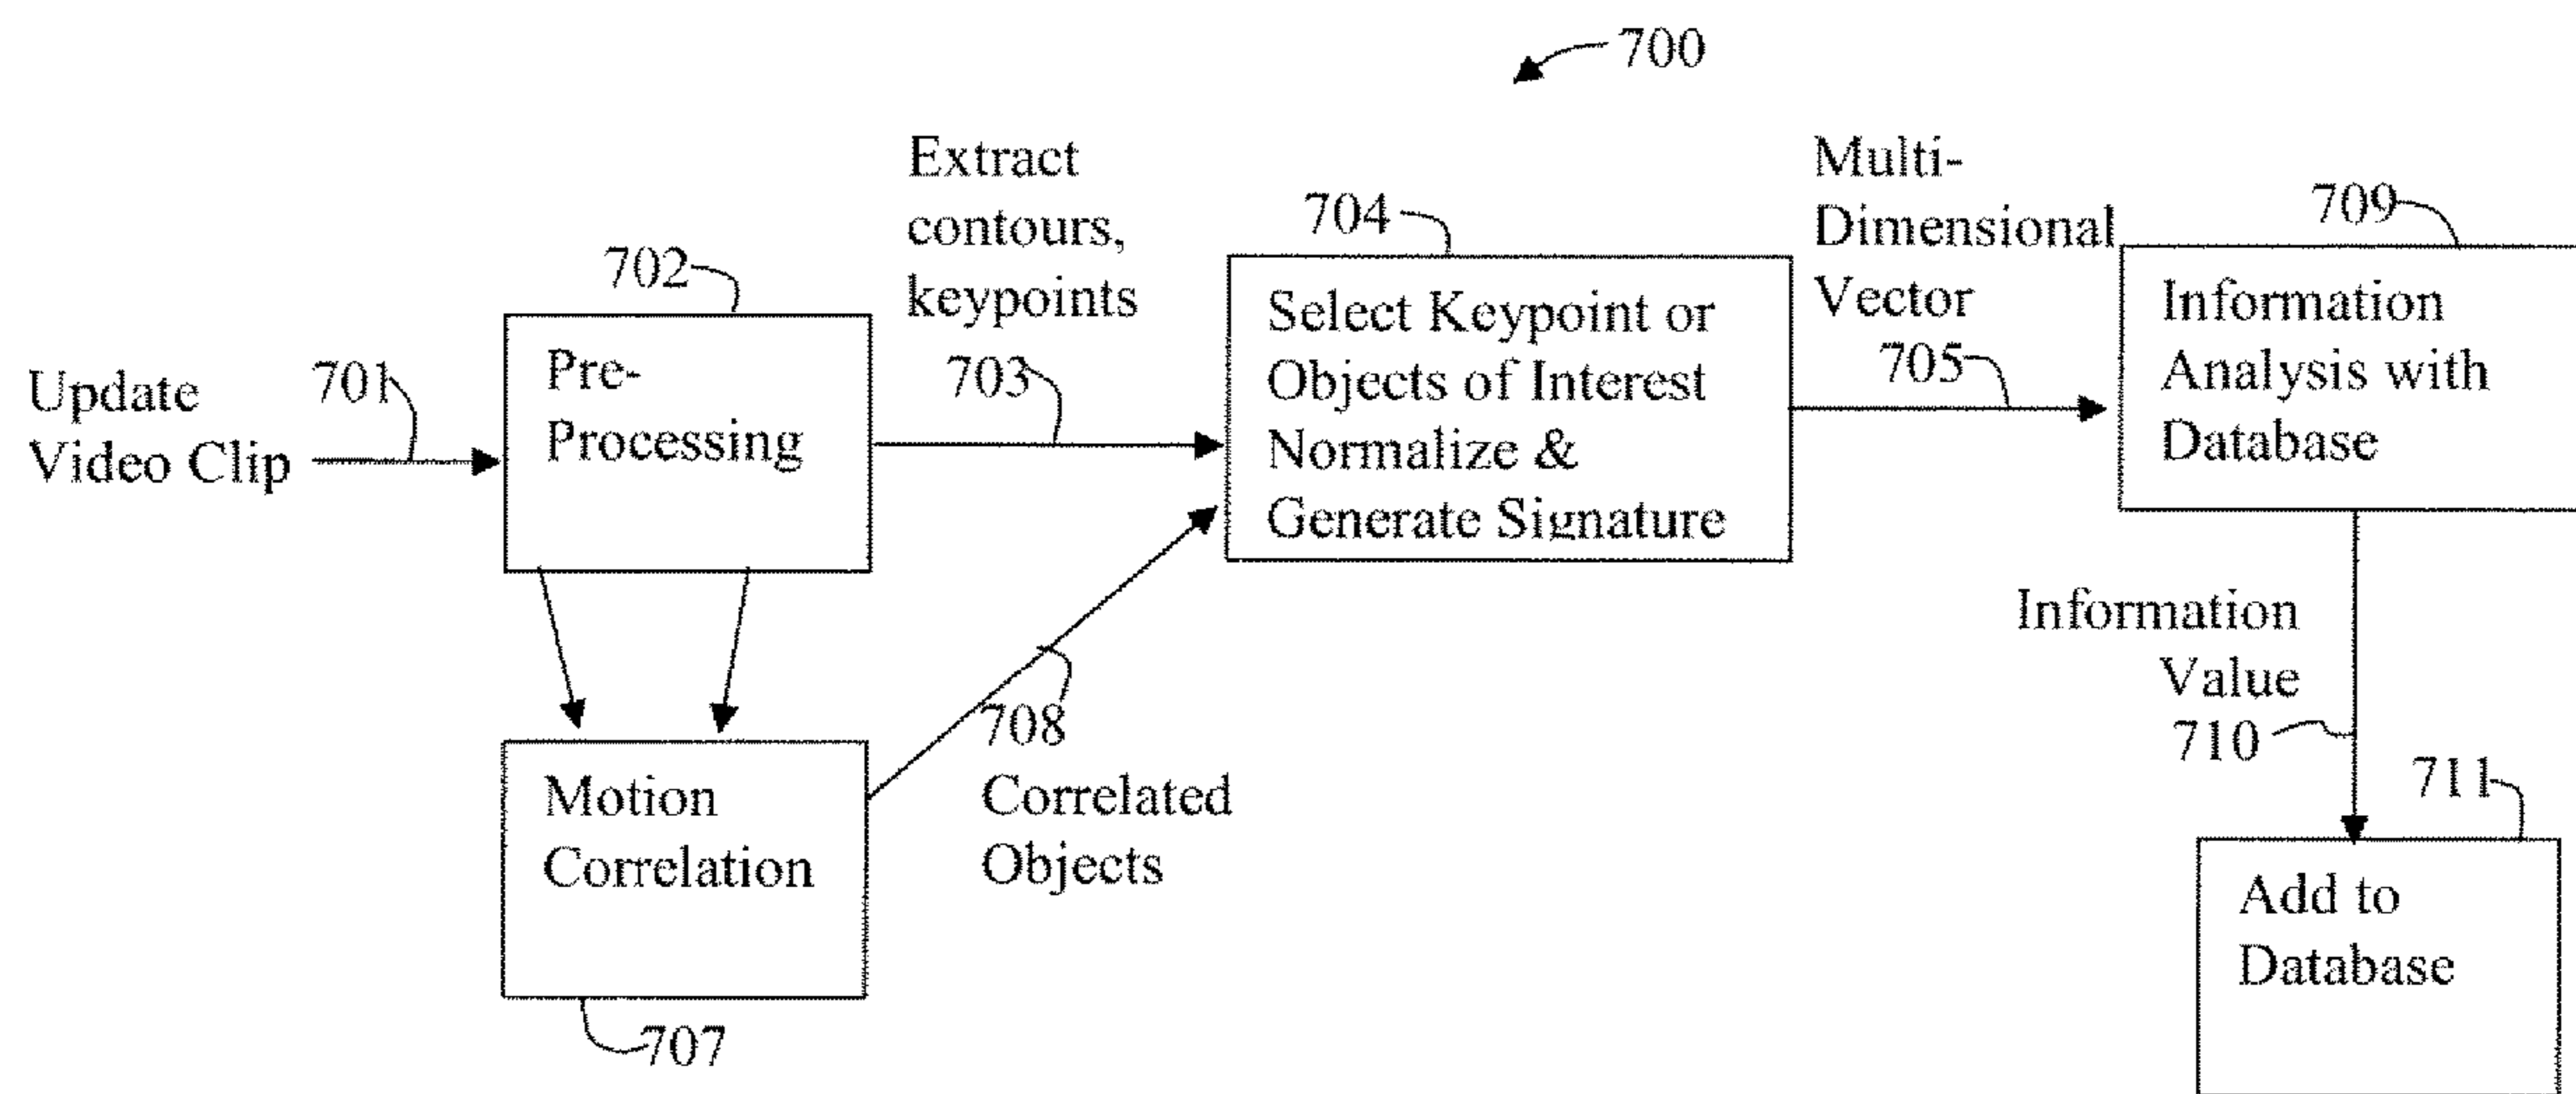 700
Update
Video Clip
701
702
Pre-
Processing
Extract
contours,
keypoints
703
704
Select Keypoint or
Objects of Interest
Normalize &
Generate Signature
Multi-
Dimensional
Vector
705
709
Information
Analysis with
Database
Motion
Correlation
707
708
Correlated
Objects
Information
Value
710
711
Add to
Database